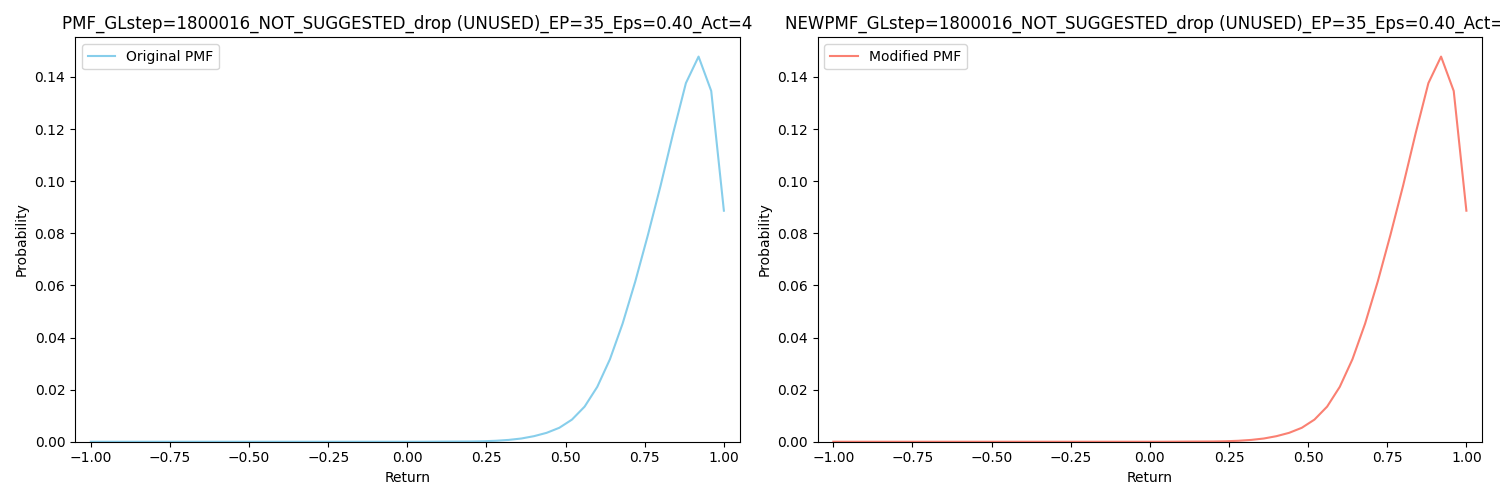 PMF_GLstep=1800016_NOT_SUGGESTED_drop (UNUSED)_EP=35_Eps=0.40_Act=4
Original PMF
0.14
0.12
0.10
0.08
0.06
0.04
0.02
0.00
Probability
−1.00 −0.75 −0.50 −0.25 0.00 0.25 0.50 0.75 1.00
Return
NEWPMF_GLstep=1800016_NOT_SUGGESTED_drop (UNUSED)_EP=35_Eps=0.40_Act=
Modified PMF
0.14
0.12
0.10
0.08
0.06
0.04
0.02
0.00
Probability
−1.00 −0.75 −0.50 −0.25 0.00 0.25 0.50 0.75 1.00
Return